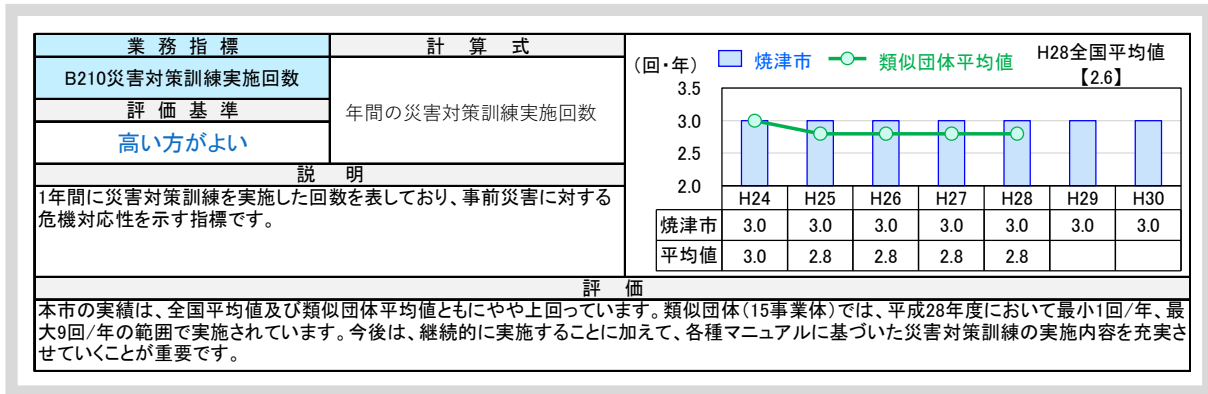 業 務 指 標
計 算 式
B210災害対策訓練実施回数
年間の災害対策訓練実施回数
評 価 基 準
高い方がよい
説 明
1年間に災害対策訓練を実施した回数を表しており、事前災害に対する
危機対応性を示す指標です。
(回・年)
焼津市
類似団体平均値
H28全国平均値
【2.6】
3.5
3.0
2.5
2.0
H24 H25 H26 H27 H28 H29 H30
焼津市 3.0 3.0 3.0 3.0 3.0 3.0 3.0
平均値 3.0 2.8 2.8 2.8 2.8
評 価
本市の実績は、全国平均値及び類似団体平均値ともにやや上回っています。類似団体(15事業体)では、平成28年度において最小1回/年、最
大9回/年の範囲で実施されています。今後は、継続的に実施することに加えて、各種マニュアルに基づいた災害対策訓練の実施内容を充実さ
せていくことが重要です。